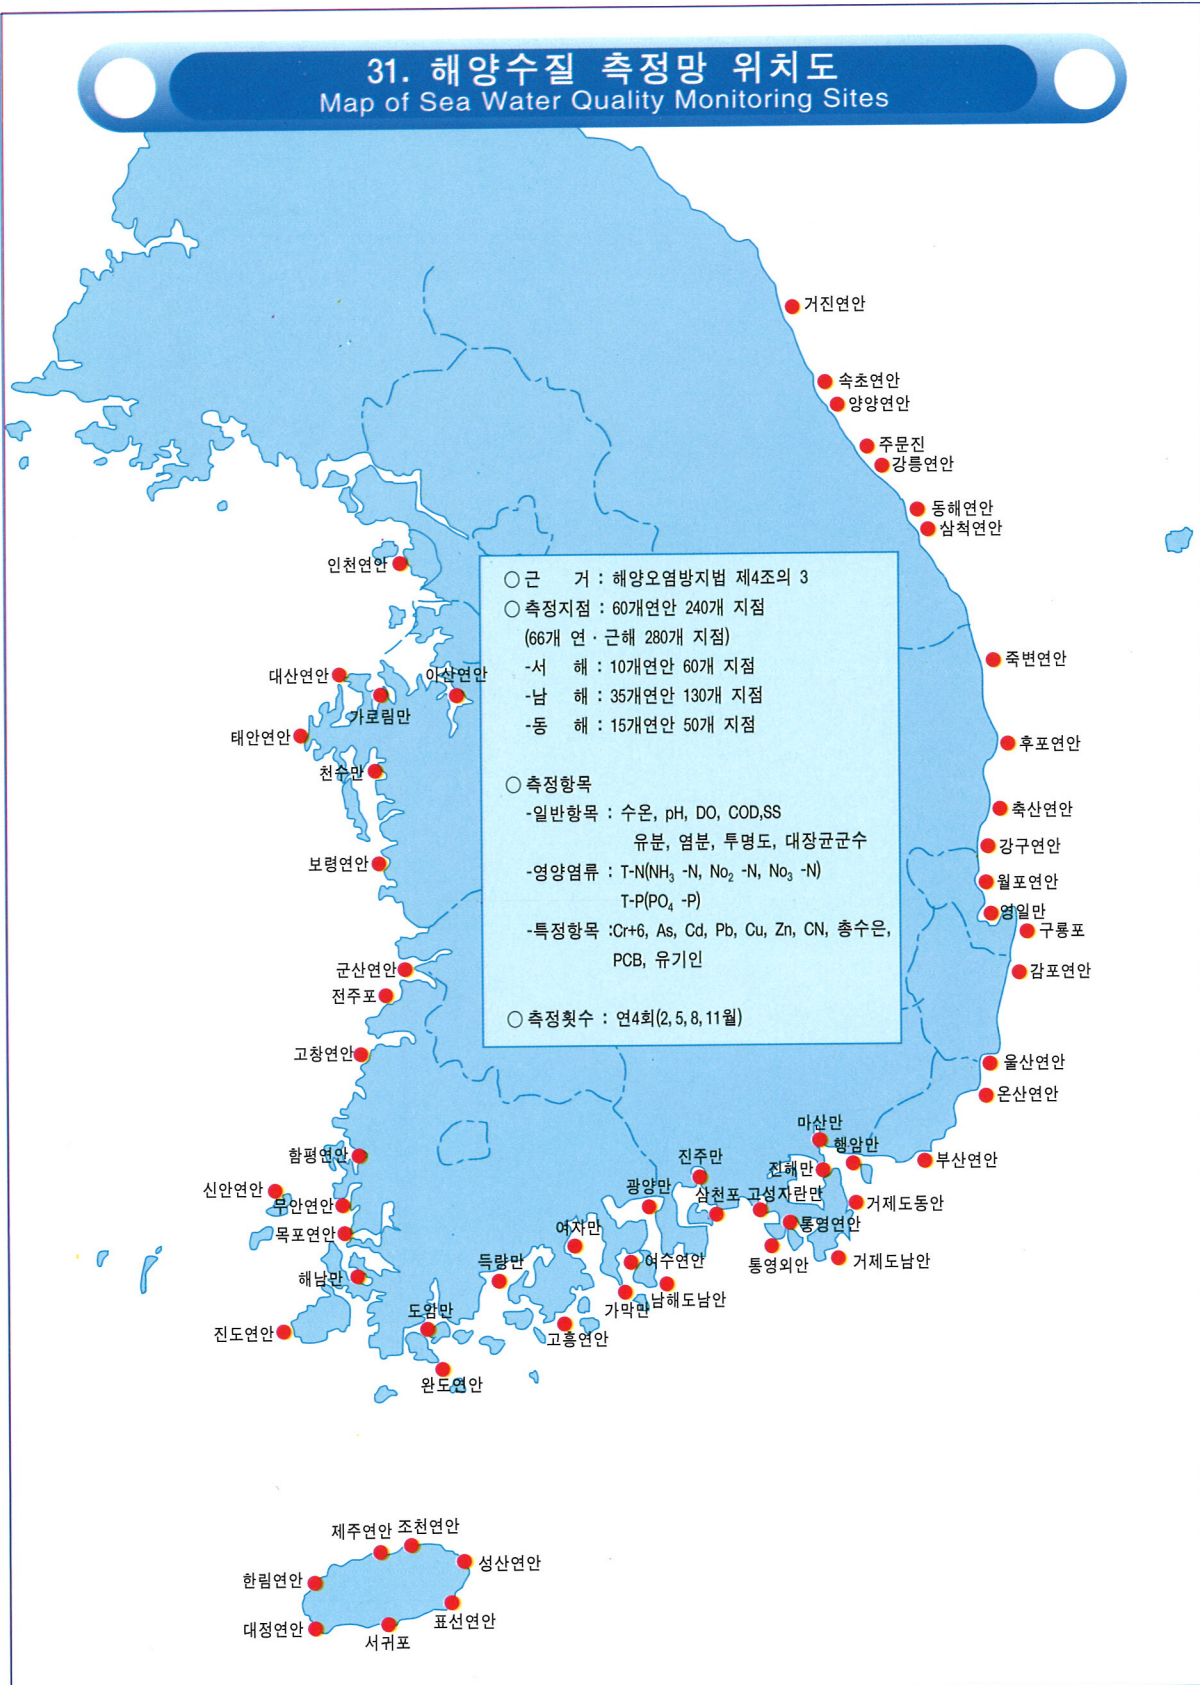 31. 해양수질 측정망 위치도
Map of Sea Water Quality Monitoring Sites
거진연안
속초연안
양양연안
주문진
강릉연안
동해연안
삼척연안
인천연안
○근 거 : 해양오염방지법 제4조의 3
○측정지점 : 60개연안 240개 지점
(66개 연·근해 280개 지점)
-서 해 : 10개연안 60개 지점
-남 해 : 35개연안 130개 지점
-동 해 : 15개연안 50개 지점
○측정항목
-일반항목 : 수온, pH, DO, COD,SS
유분, 염분, 투명도, 대장균군수
-영양염류 : T-N(NH₃ -N, No₂ -N, No₃ -N)
T-P(PO₄ -P)
-특정항목 :Cr+6, As, Cd, Pb, Cu, Zn, CN, 총수은,
PCB, 유기인
○측정횟수 : 연4회(2, 5, 8, 11월)
대산연안
아산연안
가로림만
태안연안
천수만
보령연안
군산연안
전주포
고창연안
죽변연안
후포연안
축산연안
강구연안
월포연안
영일만
구룡포
감포연안
울산연안
온산연안
부산연안
마산만
행암만
진해만
진주만
함평연안
신안연안
무안연안
목포연안
해남만
진도연안
광양만
삼천포
고성자란만
거제도동안
통영연안
거제도남안
통영외안
여자만
여수연안
득량만
남해도남안
가막만
도암만
고흥연안
완도연안
제주연안
조천연안
성산연안
한림연안
표선연안
대정연안
서귀포